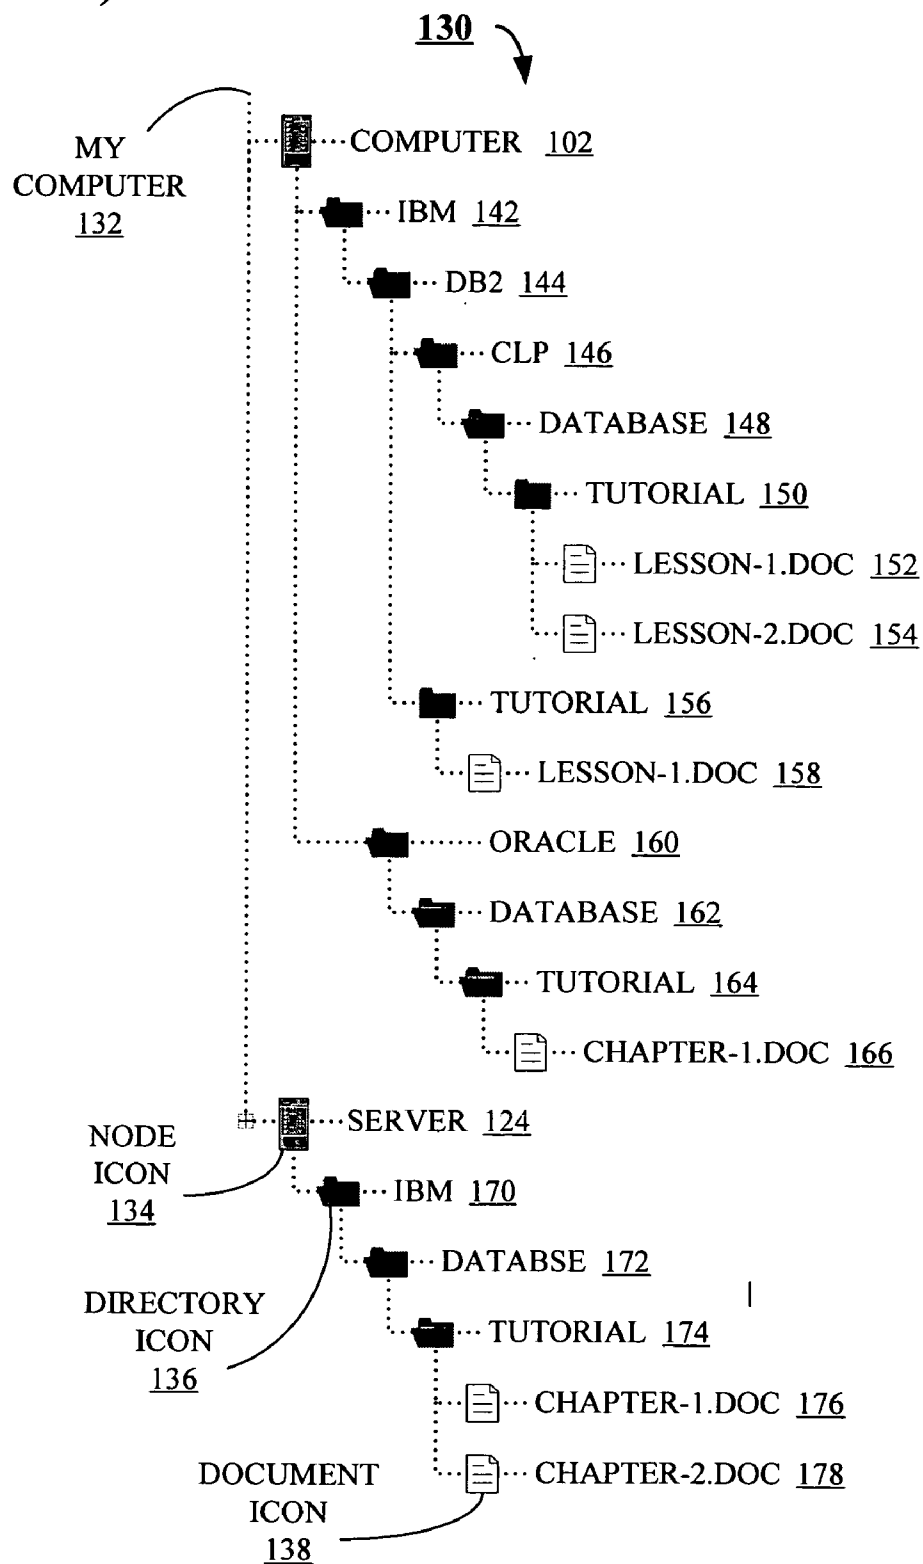 130
COMPUTER 102
MY
COMPUTER
132
IBM 142
DB2 144
CLP 146
DATABASE 148
TUTORIAL 150
LESSON-1.DOC 152
LESSON-2.DOC 154
TUTORIAL 156
LESSON-1.DOC 158
ORACLE 160
DATABASE 162
TUTORIAL 164
CHAPTER-1.DOC 166
SERVER 124
NODE
ICON
134
IBM 170
DATABSE 172
DIRECTORY
ICON
136
TUTORIAL 174
CHAPTER-1.DOC 176
CHAPTER-2.DOC 178
DOCUMENT
ICON
138